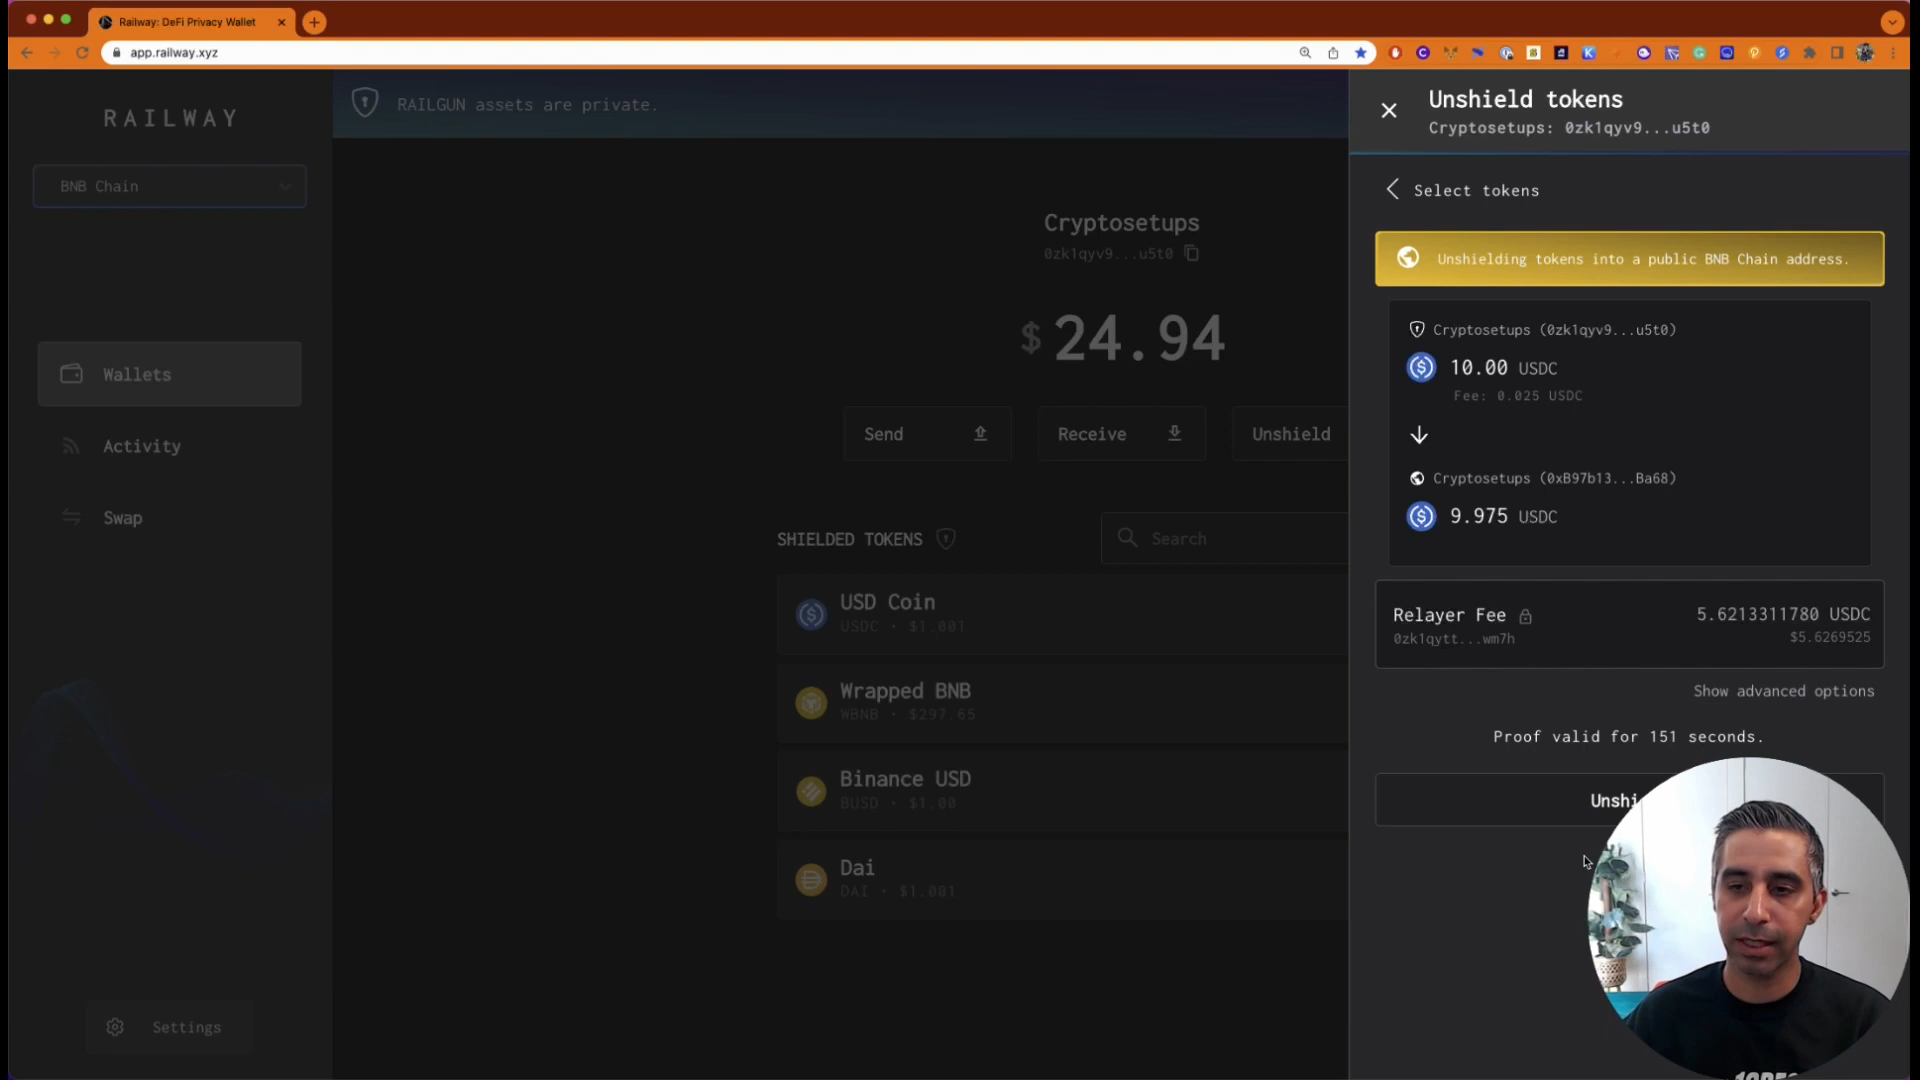 Railway: DeFi Privacy Wallet
app.railway.xyz
RAILWAY
BNB Chain
Wallets
Activity
Swap
Settings
RAILGUN assets are private.
Cryptosetups
0zk1qyv9...u5t0
$ 24.94
Send
Receive
Unshield
SHIELDED TOKENS
Search
USD Coin
USDC • $1.001
Wrapped BNB
WBNB • $297.65
Binance USD
BUSD • $1.00
Dai
DAI • $1.001
Unshield tokens
Cryptosetups: 0zk1qyv9...u5t0
Select tokens
Unshielding tokens into a public BNB Chain address.
Cryptosetups (0zk1qyv9...u5t0)
10.00 USDC
Fee: 0.025 USDC
Cryptosetups (0xB97b13...Ba68)
9.975 USDC
Relayer Fee
5.6213311780 USDC
0zk1qytt...wm7h
$5.6269525
Show advanced options
Proof valid for 151 seconds.
Unshi